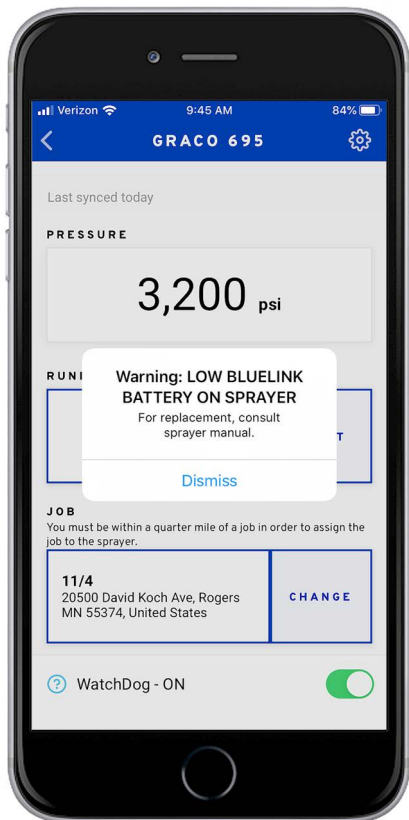 Verizon 9:45 AM 84%
GRACO 695
Last synced today
PRESSURE
3,200 psi
Warning: LOW BLUELINK
BATTERY ON SPRAYER
For replacement, consult
sprayer manual.
Dismiss
JOB
You must be within a quarter mile of a job in order to assign the
job to the sprayer.
11/4
20500 David Koch Ave, Rogers
MN 55374, United States
CHANGE
? WatchDog - ON